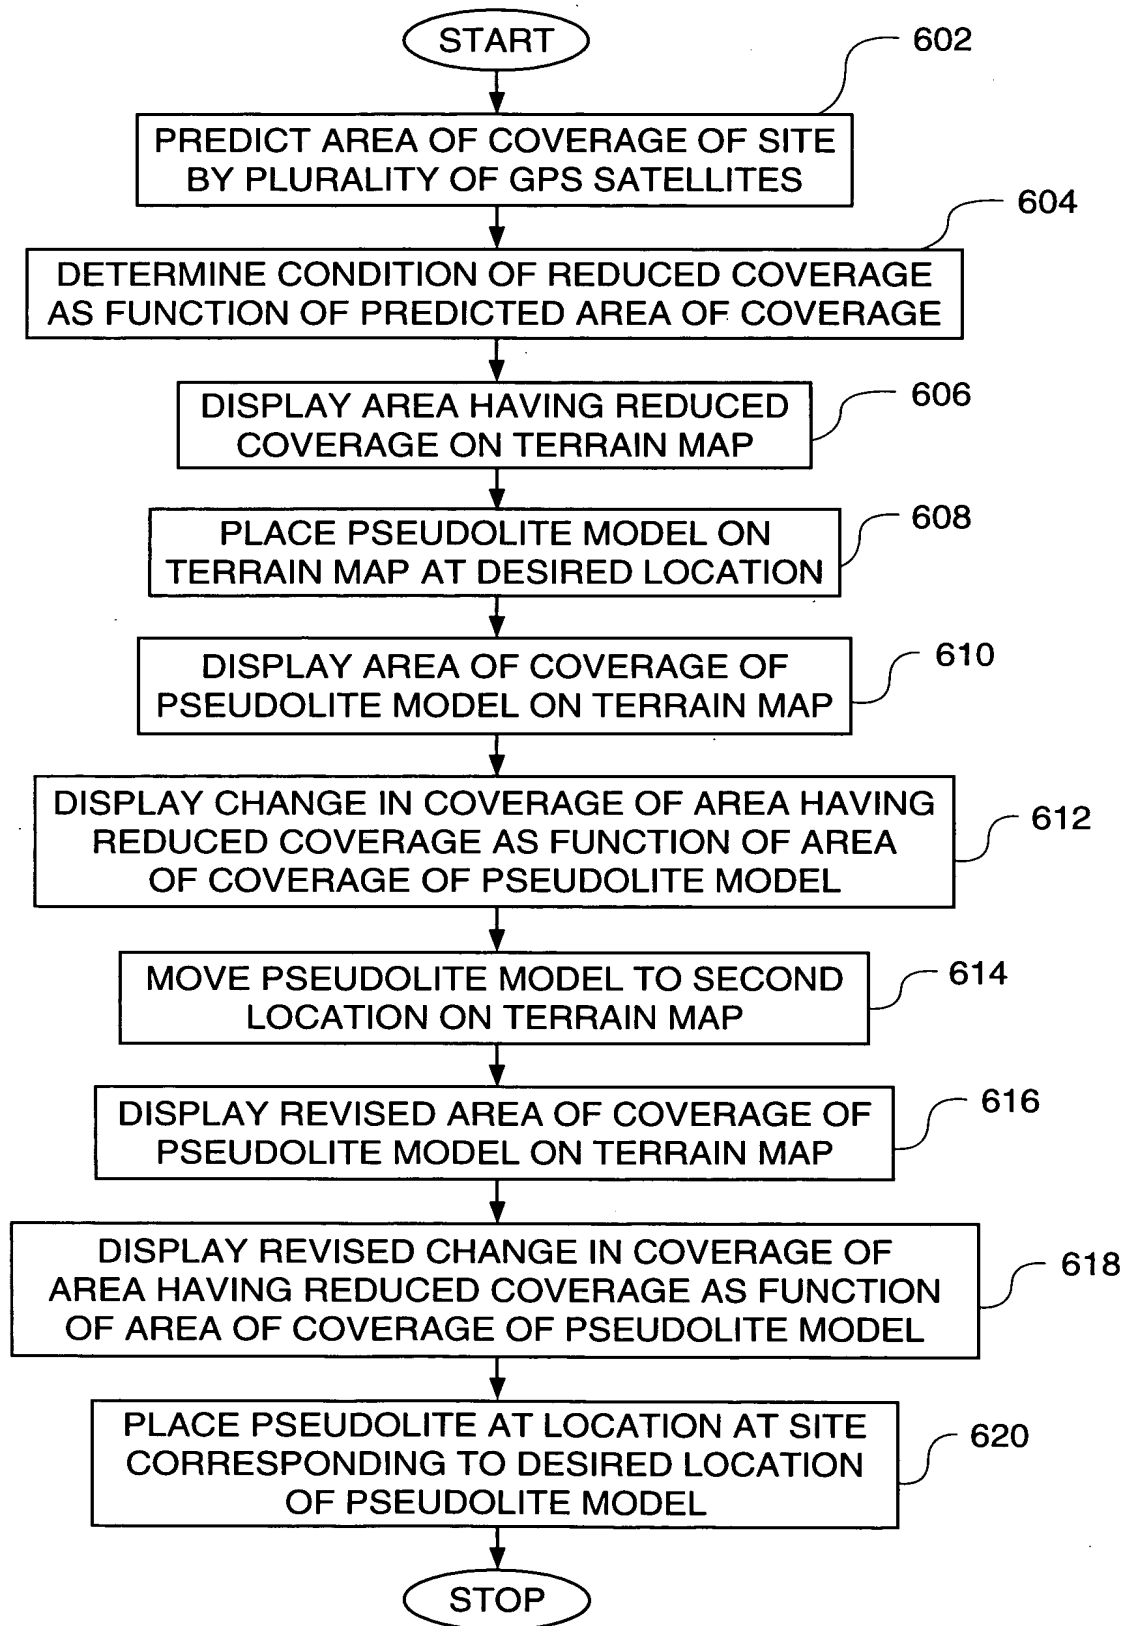 START
602
PREDICT AREA OF COVERAGE OF SITE
BY PLURALITY OF GPS SATELLITES
604
DETERMINE CONDITION OF REDUCED COVERAGE
AS FUNCTION OF PREDICTED AREA OF COVERAGE
606
DISPLAY AREA HAVING REDUCED
COVERAGE ON TERRAIN MAP
608
PLACE PSEUDOLITE MODEL ON
TERRAIN MAP AT DESIRED LOCATION
610
DISPLAY AREA OF COVERAGE OF
PSEUDOLITE MODEL ON TERRAIN MAP
612
DISPLAY CHANGE IN COVERAGE OF AREA HAVING
REDUCED COVERAGE AS FUNCTION OF AREA
OF COVERAGE OF PSEUDOLITE MODEL
614
MOVE PSEUDOLITE MODEL TO SECOND
LOCATION ON TERRAIN MAP
616
DISPLAY REVISED AREA OF COVERAGE OF
PSEUDOLITE MODEL ON TERRAIN MAP
618
DISPLAY REVISED CHANGE IN COVERAGE OF
AREA HAVING REDUCED COVERAGE AS FUNCTION
OF AREA OF COVERAGE OF PSEUDOLITE MODEL
620
PLACE PSEUDOLITE AT LOCATION AT SITE
CORRESPONDING TO DESIRED LOCATION
OF PSEUDOLITE MODEL
STOP